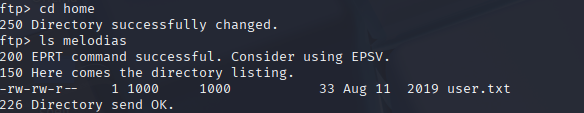 ftp> cd home
250 Directory successfully changed.
ftp> ls melodias
200 EPRT command successful. Consider using EPSV.
150 Here comes the directory listing.
-rw-rw-r--    1 1000     1000           33 Aug 11  2019 user.txt
226 Directory send OK.